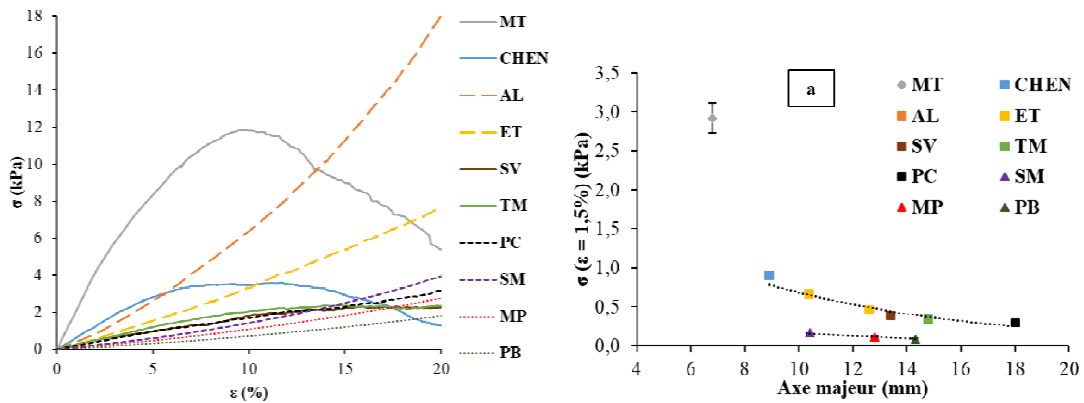 18
16
14
12
10
8
6
4
2
0
σ (kPa)
0
5
10
15
20
ε (%)
MT
CHEN
AL
ET
SV
TM
PC
SM
MP
PB
3,5
3,0
2,5
2,0
1,5
1,0
0,5
0,0
σ (ε = 1,5%) (kPa)
a
MT CHEN
AL ET
SV TM
PC SM
MP PB
6 8 10 12 14 16 18 20
Axe majeur (mm)